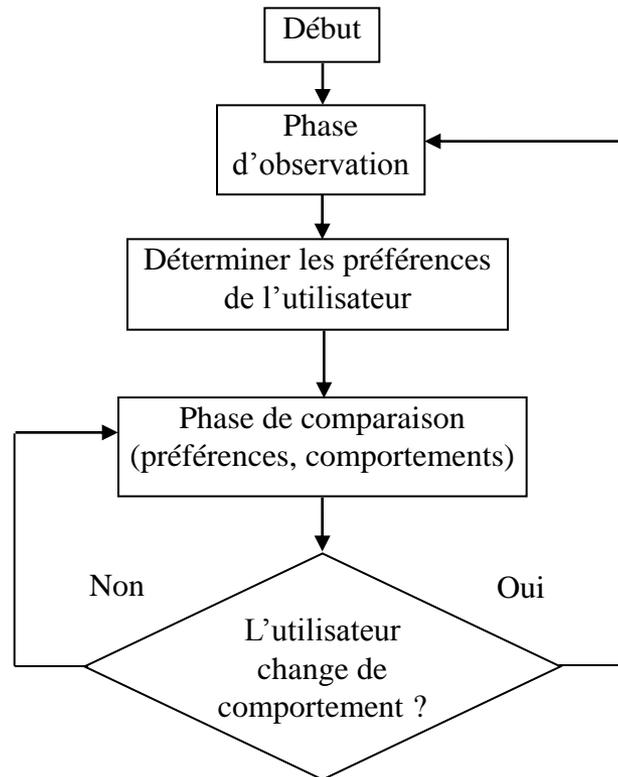 Début
Phase
d’observation
Déterminer les préférences
de l’utilisateur
Phase de comparaison
(préférences, comportements)
Non
Oui
L’utilisateur
change de
comportement ?